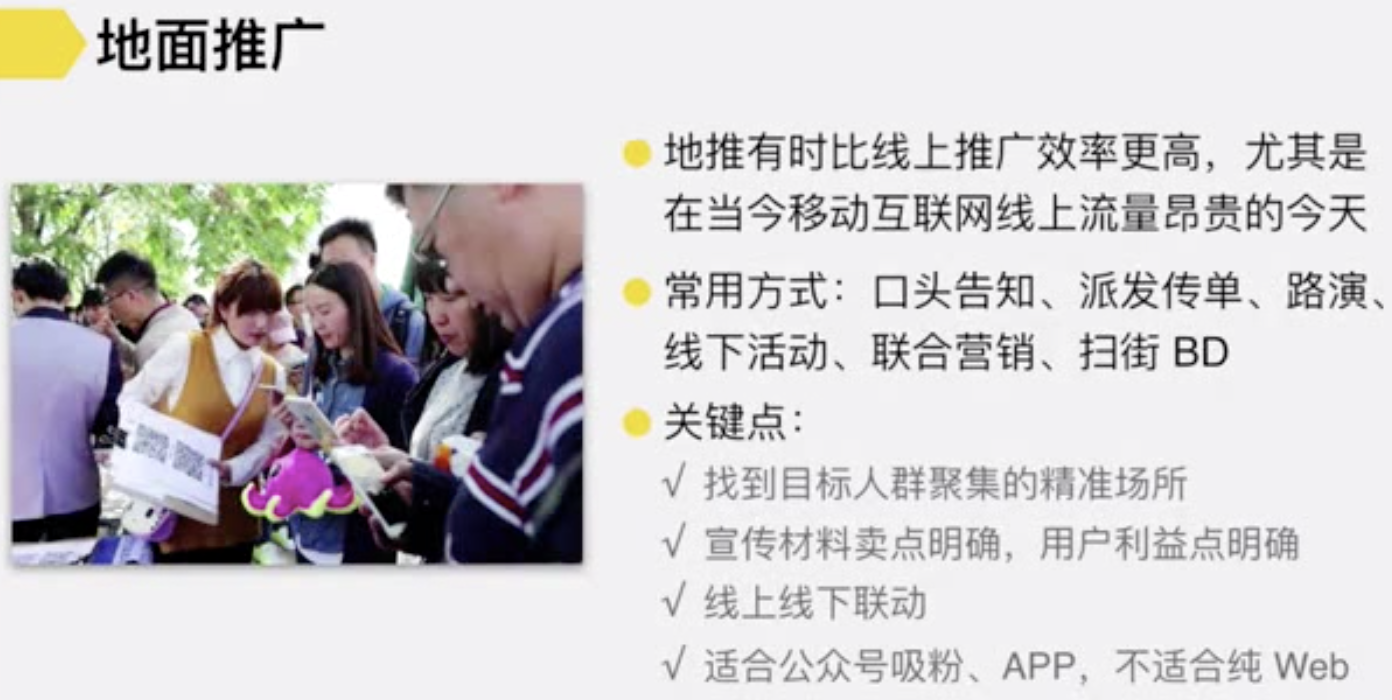 地面推广
地推有时比线上推广效率更高，尤其是
在当今移动互联网线上流量昂贵的今天
常用方式：口头告知、派发传单、路演、
线下活动、联合营销、扫街 BD
关键点：
√ 找到目标人群聚集的精准场所
√ 宣传材料卖点明确，用户利益点明确
√ 线上线下联动
√ 适合公众号吸粉、APP，不适合纯 Web